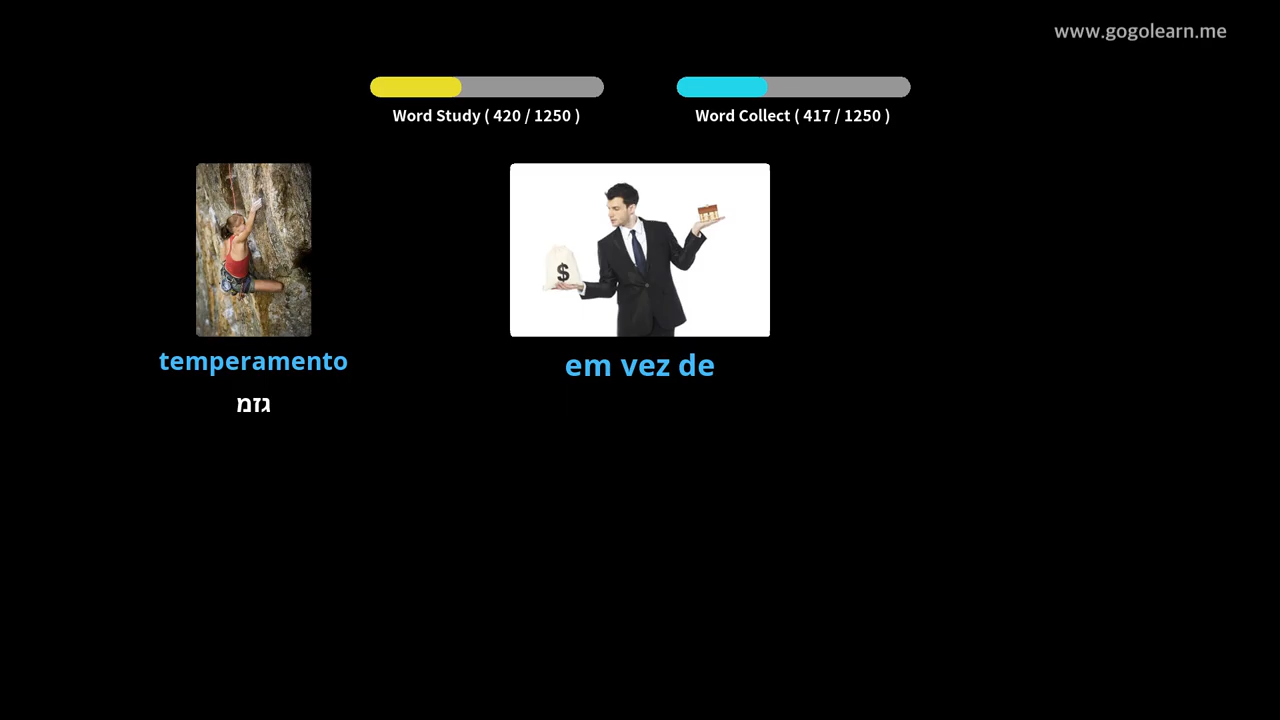 www.gogolearn.me
Word Study ( 420 / 1250 )
Word Collect ( 417 / 1250 )
$
temperamento
גזמ
em vez de